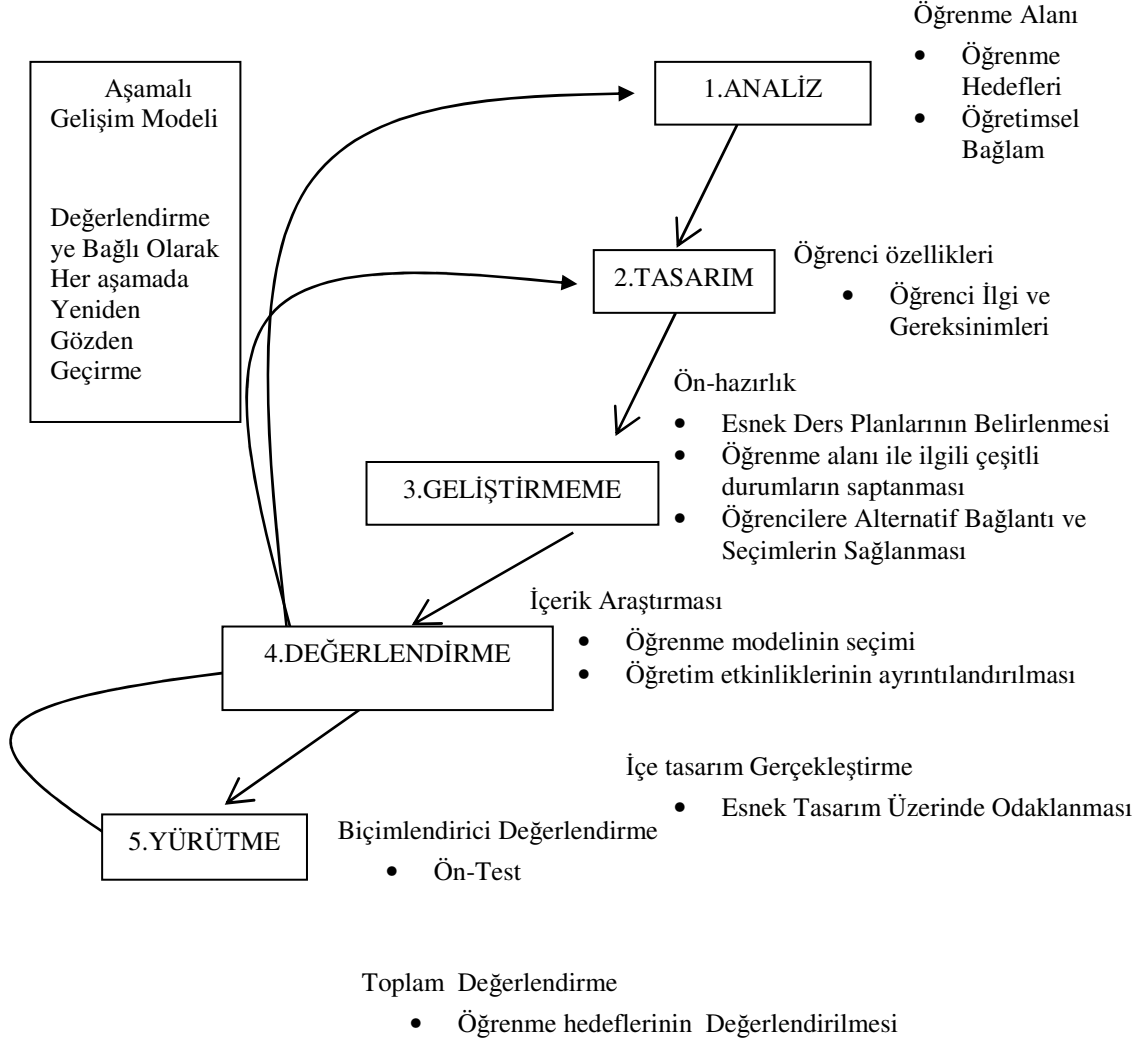 Öğrenme Alanı
• Öğrenme
Hedefleri
• Öğretimsel
Bağlam
Aşamalı
Gelişim Modeli
Değerlendirme
ye Bağlı Olarak
Her aşamada
Yeniden
Gözden
Geçirme
1.ANALİZ
2.TASARIM
Öğrenci özellikleri
• Öğrenci İlgi ve
Gereksinimleri
Ön-hazırlık
• Esnek Ders Planlarının Belirlenmesi
• Öğrenme alanı ile ilgili çeşitli
durumların saptanması
• Öğrencilere Alternatif Bağlantı ve
Seçimlerin Sağlanması
3.GELİŞTİRMEME
İçerik Araştırması
• Öğrenme modelinin seçimi
• Öğretim etkinliklerinin ayrıntılandırılması
4.DEĞERLENDİRME
İçe tasarım Gerçekleştirme
• Esnek Tasarım Üzerinde Odaklanması
5.YÜRÜTME
Biçimlendirici Değerlendirme
• Ön-Test
Toplam Değerlendirme
• Öğrenme hedeflerinin Değerlendirilmesi